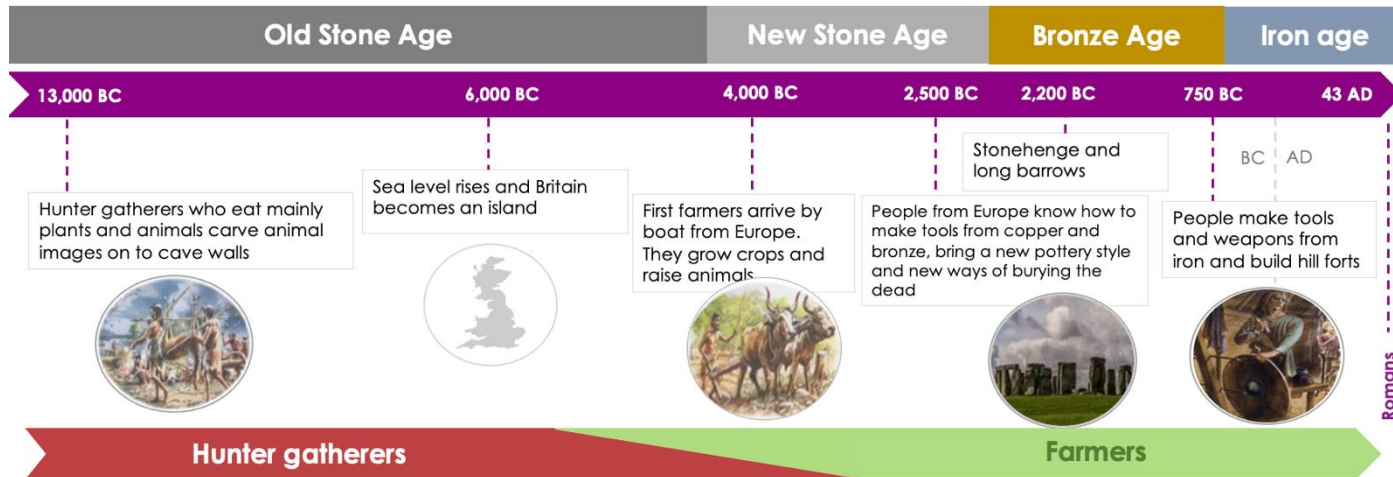 Old Stone Age
New Stone Age
Bronze Age
Iron age
13,000 BC
6,000 BC
4,000 BC
2,500 BC
2,200 BC
750 BC
43 AD
Hunter gatherers who eat mainly
plants and animals carve animal
images on to cave walls
Sea level rises and Britain
becomes an island
First farmers arrive by
boat from Europe.
They grow crops and
raise animals
People from Europe know how to
make tools from copper and
bronze, bring a new pottery style
and new ways of burying the
dead
Stonehenge and
long barrows
BC
AD
People make tools
and weapons from
iron and build hill forts
Romans
Hunter gatherers
Farmers